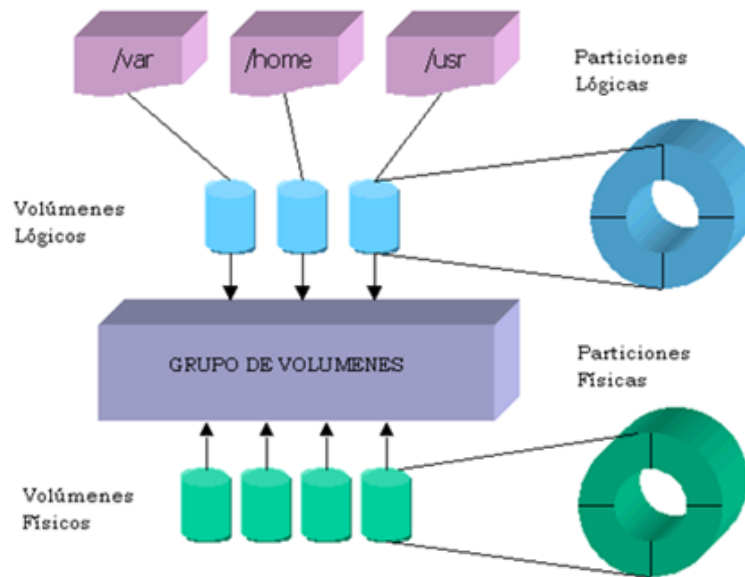 /var
/home
/usr
Particiones
Lógicas
Volúmenes
Lógicos
GRUPO DE VOLUMENES
Particiones
Físicas
Volúmenes
Físicos